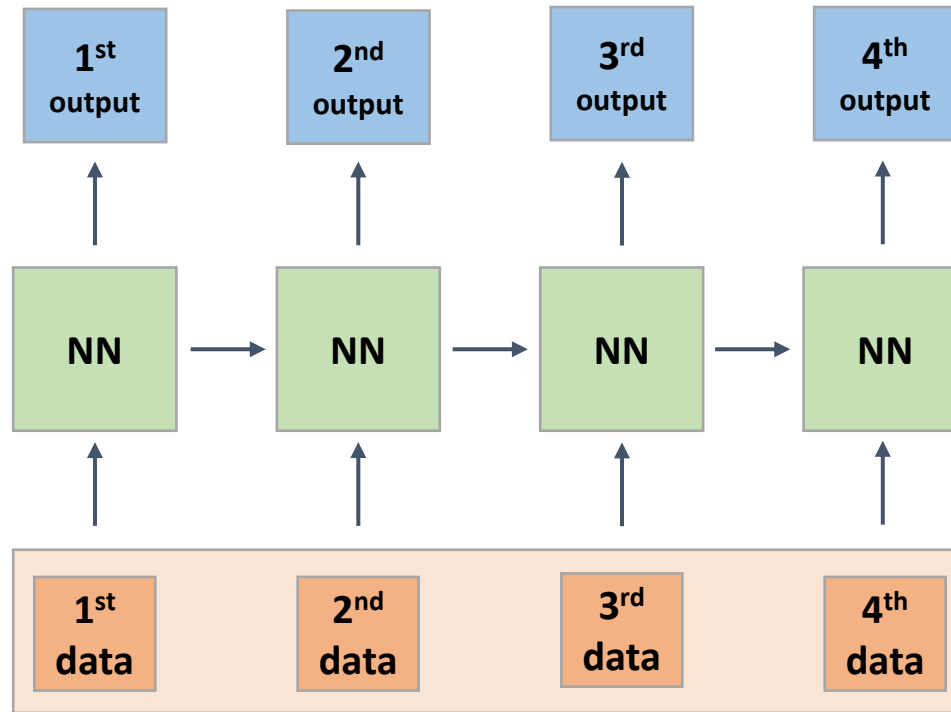 1st
output
2nd
output
3rd
output
4th
output
NN
NN
NN
NN
1st
data
2nd
data
3rd
data
4th
data